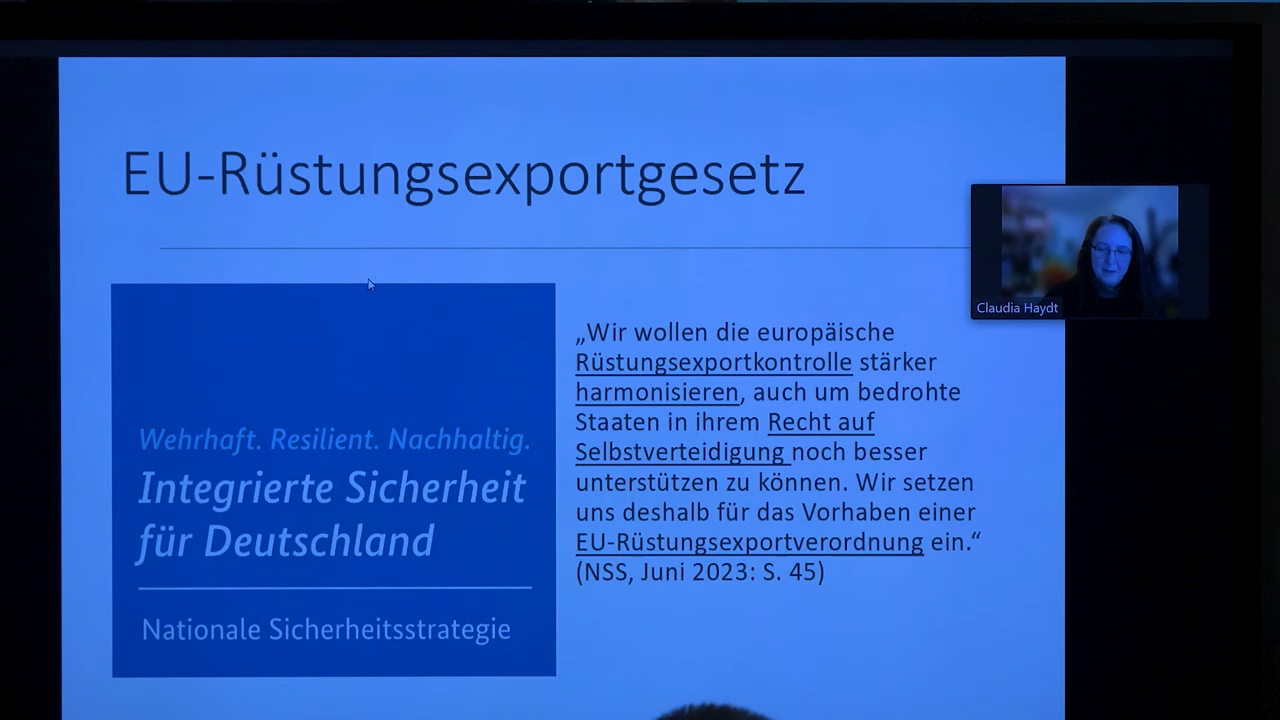 EU-Rüstungsexportgesetz
Claudia Haydt
Wehrhaft. Resilient. Nachhaltig.
Integrierte Sicherheit
für Deutschland
Nationale Sicherheitsstrategie
„Wir wollen die europäische
Rüstungsexportkontrolle stärker
harmonisieren, auch um bedrohte
Staaten in ihrem Recht auf
Selbstverteidigung noch besser
unterstützen zu können. Wir setzen
uns deshalb für das Vorhaben einer
EU-Rüstungsexportverordnung ein.“
(NSS, Juni 2023: S. 45)